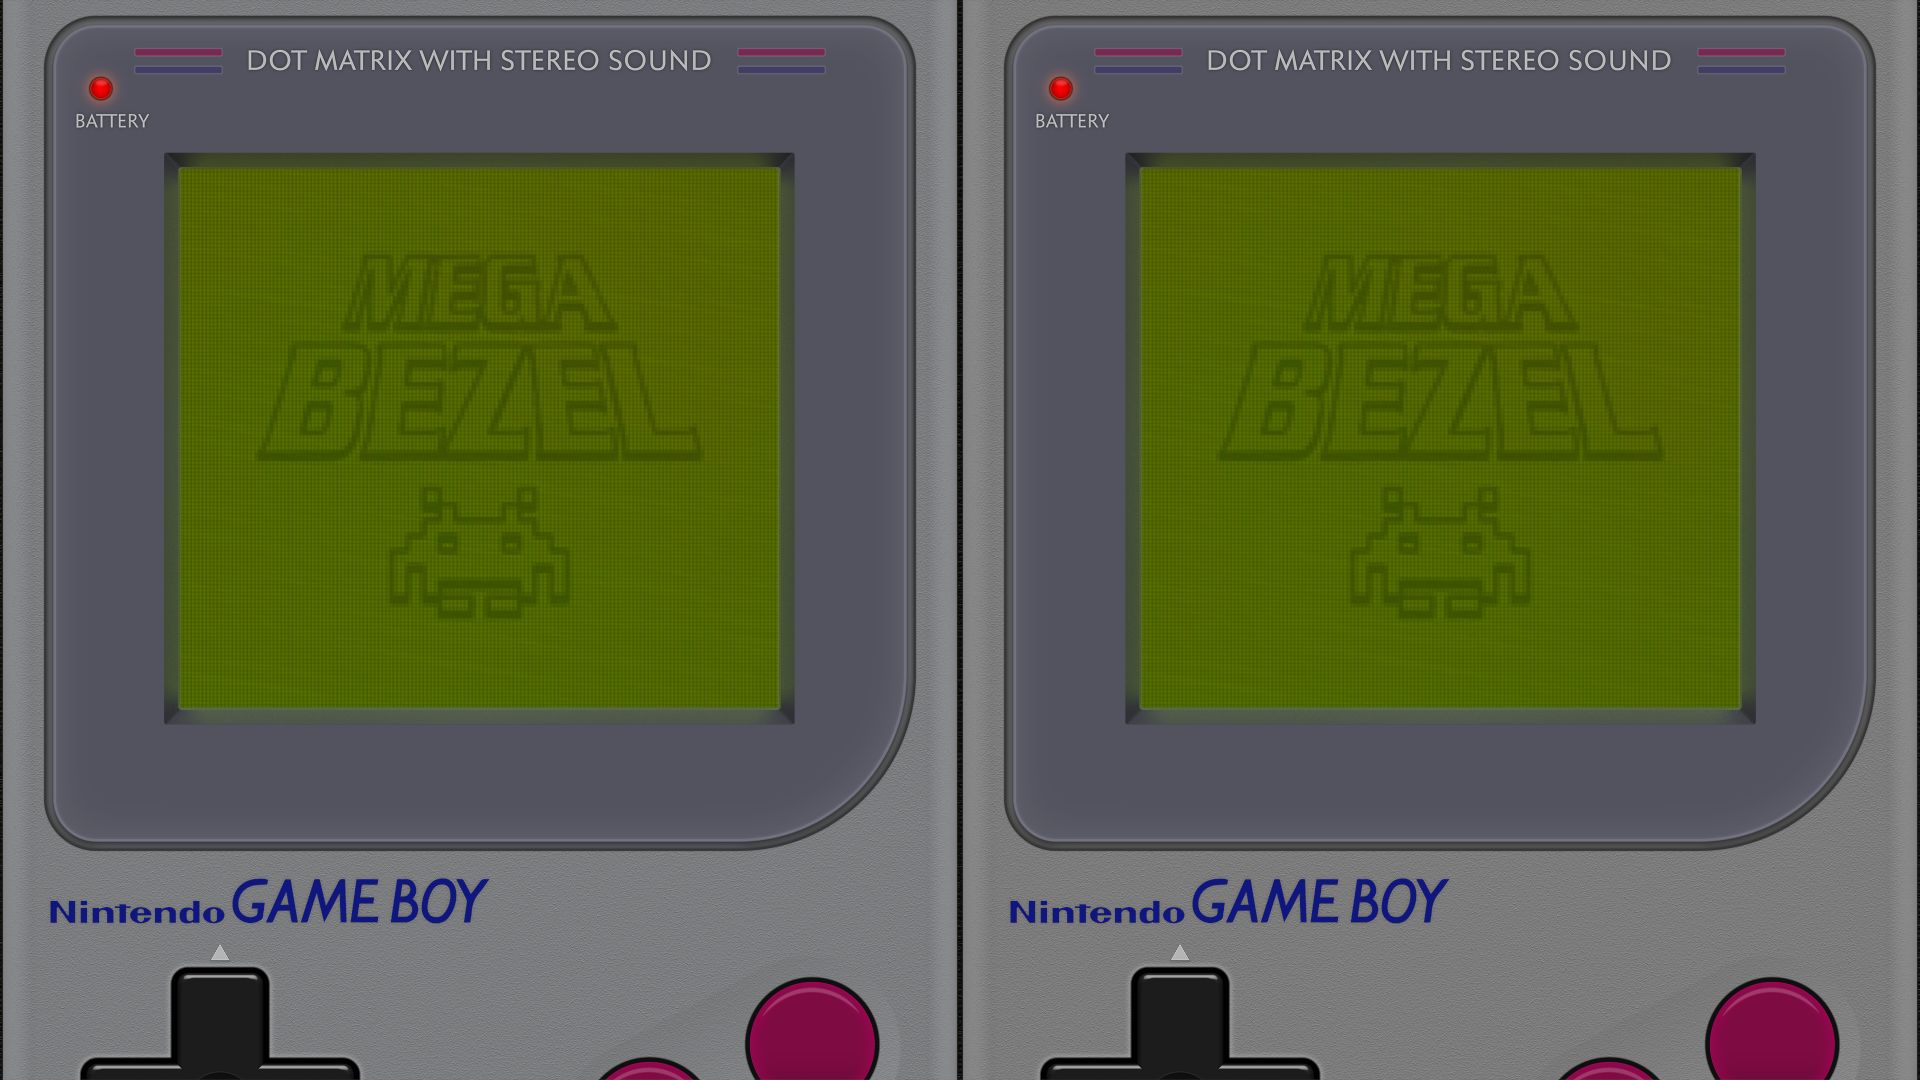 DOT MATRIX WITH STEREO SOUND
BATTERY
MEGA
BEZEL
Nintendo GAME BOY
DOT MATRIX WITH STEREO SOUND
BATTERY
MEGA
BEZEL
Nintendo GAME BOY